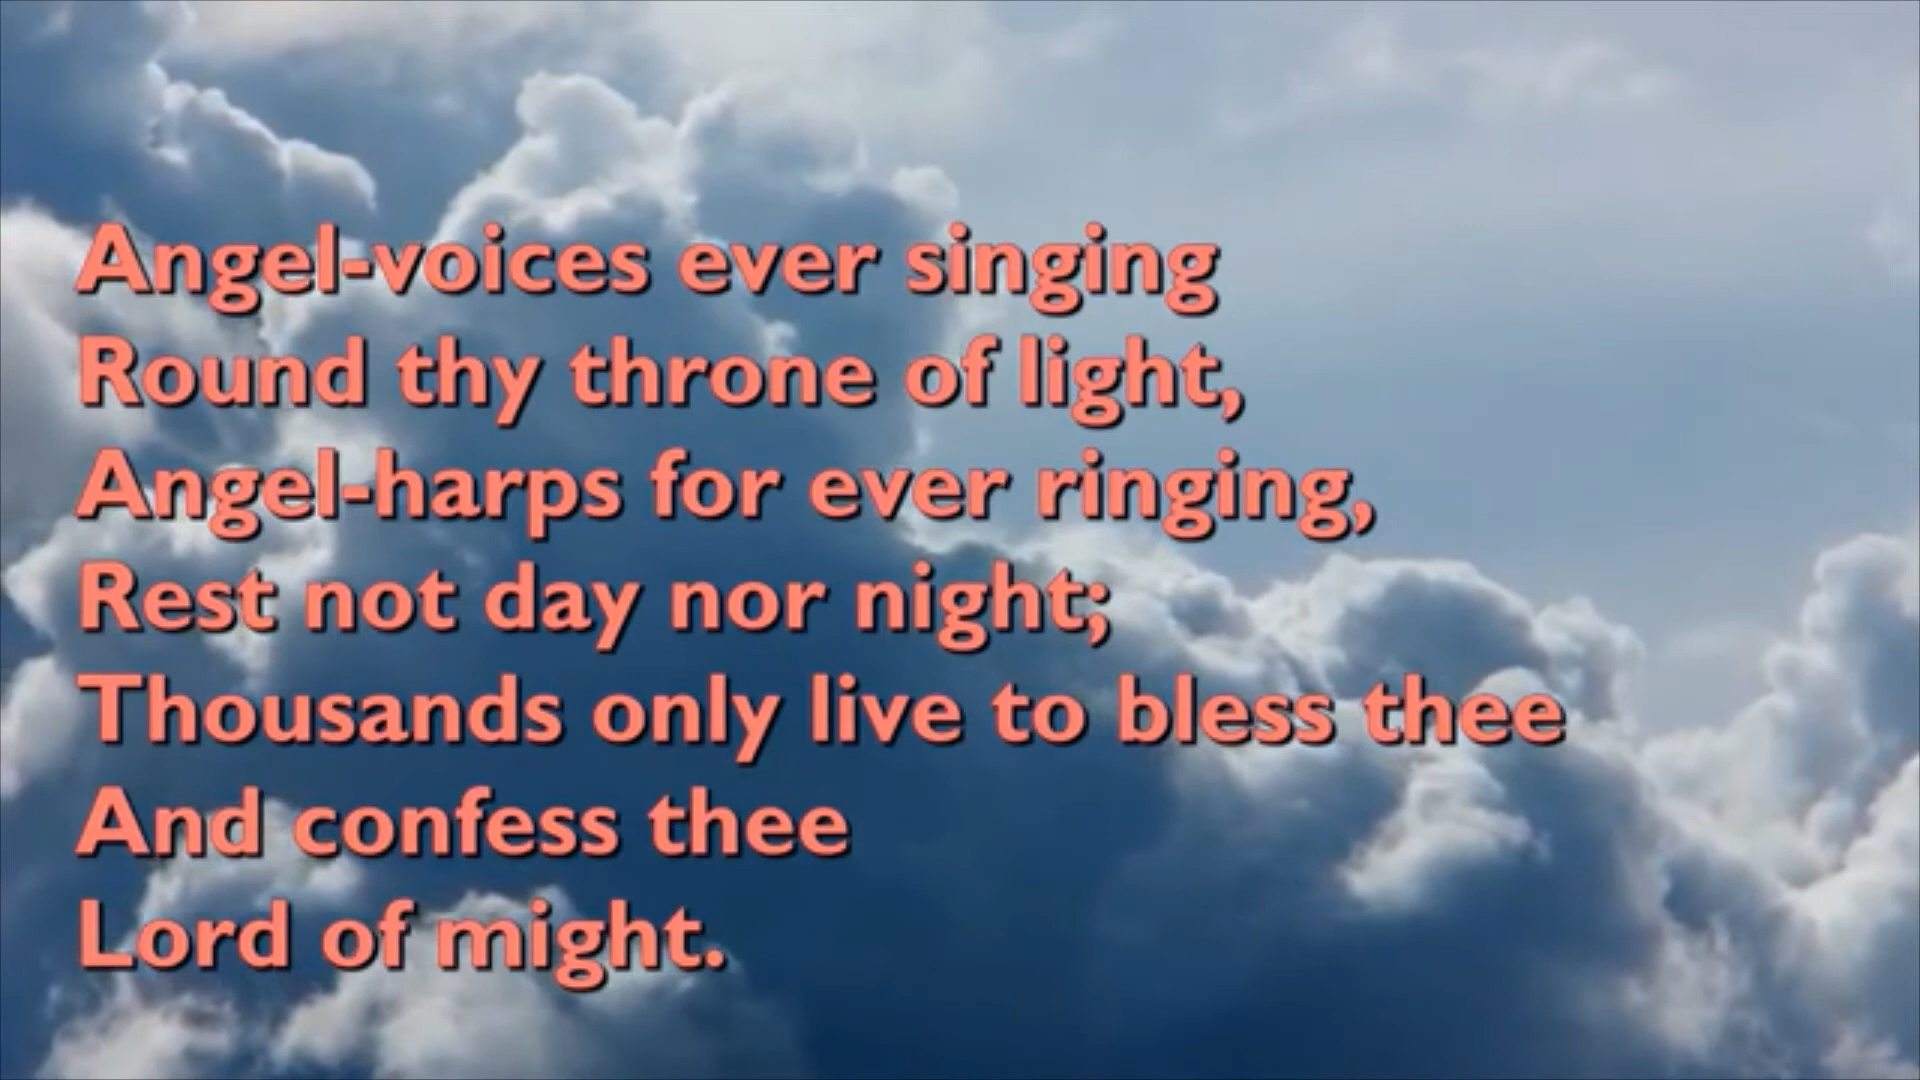 Angel-voices ever singing
Round thy throne of light,
Angel-harps for ever ringing,
Rest not day nor night;
Thousands only live to bless thee
And confess thee
Lord of might.